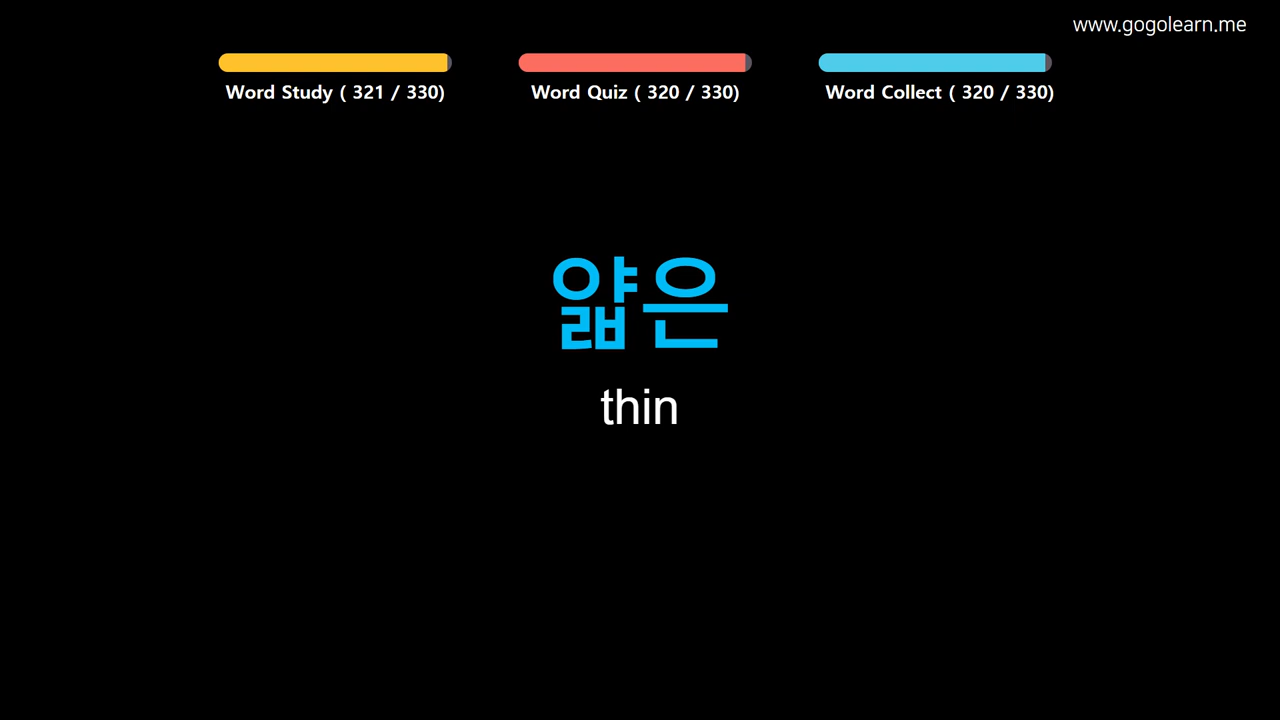 www.gogolearn.me
Word Study ( 321 / 330)
Word Quiz ( 320 / 330)
Word Collect ( 320 / 330)
얇은
thin